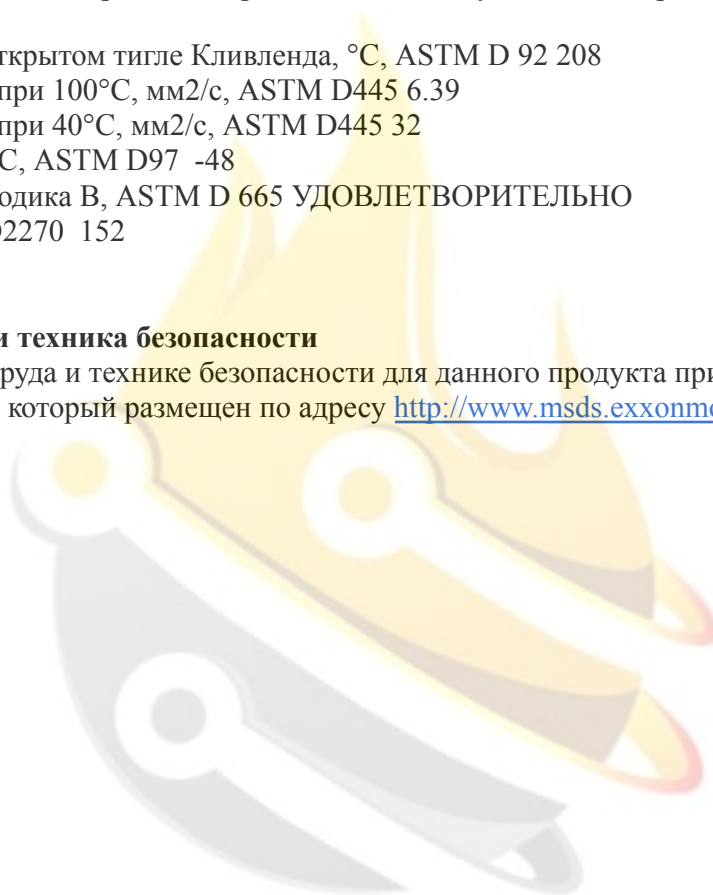 ткрытом тигле Кливленда, °C, ASTM D 92 208
при 100°C, мм2/с, ASTM D445 6.39
при 40°C, мм2/с, ASTM D445 32
C, ASTM D97 -48
одика B, ASTM D 665 УДОВЛЕТВОРИТЕЛЬНО
D2270 152
и техника безопасности
руда и технике безопасности для данного продукта при
который размещен по адресу http://www.msds.exxonmo